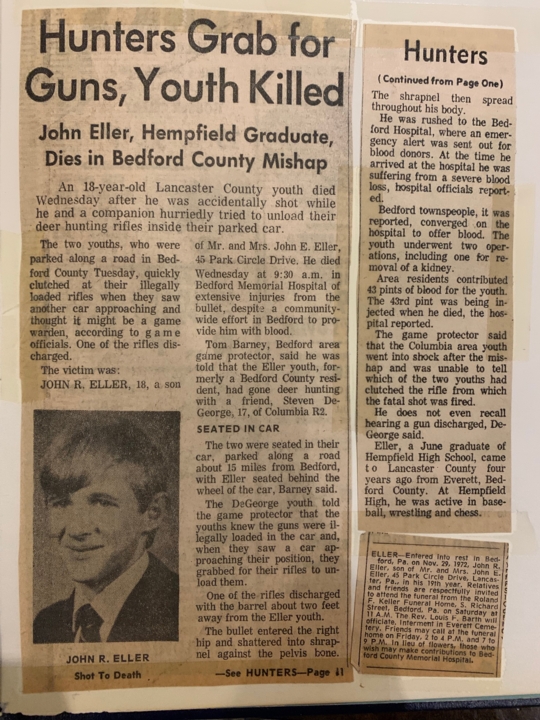 Hunters Grab for
Guns, Youth Killed
John Eller, Hempfield Graduate,
Dies in Bedford County Mishap
An 18-year-old Lancaster County youth died
Wednesday after he was accidentally shot while
he and a companion hurriedly tried to unload their
deer hunting rifles inside their parked car.
The two youths, who were
parked along a road in Bed-
ford County Tuesday, quickly
clutched at their illegally
loaded rifles when they saw
another car approaching and
thought it might be a game
warden, according to game
officials. One of the rifles dis-
charged.
The victim was:
JOHN R. ELLER, 18, a son
JOHN R. ELLER
Shot To Death
of Mr. and Mrs. John E. Eller,
45 Park Circle Drive. He died
Wednesday at 9:30 a.m. in
Bedford Memorial Hospital of
extensive injuries from the
bullet, despite a community-
wide effort in Bedford to pro-
vide him with blood.
Tom Barney, Bedford area
game protector, said he was
told the Eller youth, for-
merly a Bedford County resi-
dent, had gone deer hunting
with a friend, Steven De-
George, 17, of Columbia R2.
SEATED IN CAR
The two were seated in their
car, parked along a road
about 15 miles from Bedford,
with Eller seated behind the
wheel of the car, Barney said.
The DeGeorge youth told
the game protector that the
youths knew the guns were il-
legally loaded in the car and,
when they saw a car ap-
proaching their position, they
grabbed for their rifles to un-
load them.
One of the rifles discharged
with the barrel about two feet
away from the Eller youth.
The bullet entered the right
hip and shattered into shrap-
nel against the pelvis bone.
—See HUNTERS—Page 11
Hunters
(Continued from Page One)
The shrapnel then spread
throughout his body.
He was rushed to the Bed-
ford Hospital, where an emer-
gency alert was sent out for
blood donors. At the time he
arrived at the hospital he was
suffering from a severe blood
loss, hospital officials report-
ed.
Bedford townspeople, it was
reported, converged on the
hospital to offer blood. The
youth underwent two oper-
ations, including one for re-
moval of a kidney.
Area residents contributed
43 pints of blood for the youth.
The 43rd pint was being in-
jected when he died, the hos-
pital reported.
The game protector said
that the Columbia area youth
went into shock after the mis-
hap and was unable to tell
which of the two youths had
clutched the rifle from which
the fatal shot was fired.
He does not even recall
hearing a gun discharged, De-
George said.
Eller, a June graduate of
Hempfield High School, came
to Lancaster County four
years ago from Everett, Bed-
ford County. At Hempfield
High, he was active in base-
ball, wrestling and chess.
ELLER—Entered into rest in Bed-
ford, Pa. on Nov. 29, 1972, John R.
Eller, son of Mr. and Mrs. John E.
Eller, 45 Park Circle Drive, Lancas-
ter, Pa., in his 19th year. Relatives
and friends are respectfully invited
to attend the funeral from the Roland
F. Keller Funeral Home, S. Richard
Street, Bedford, Pa. on Saturday at
11 A.M. The Rev. Louis F. Barth will
officiate. Interment in Everett Ceme-
tery. Friends may call at the funeral
home on Friday, 2 to 4 P.M. and 7 to
9 P.M. In lieu of flowers, those who
wish may make contributions to Bed-
ford County Memorial Hospital.